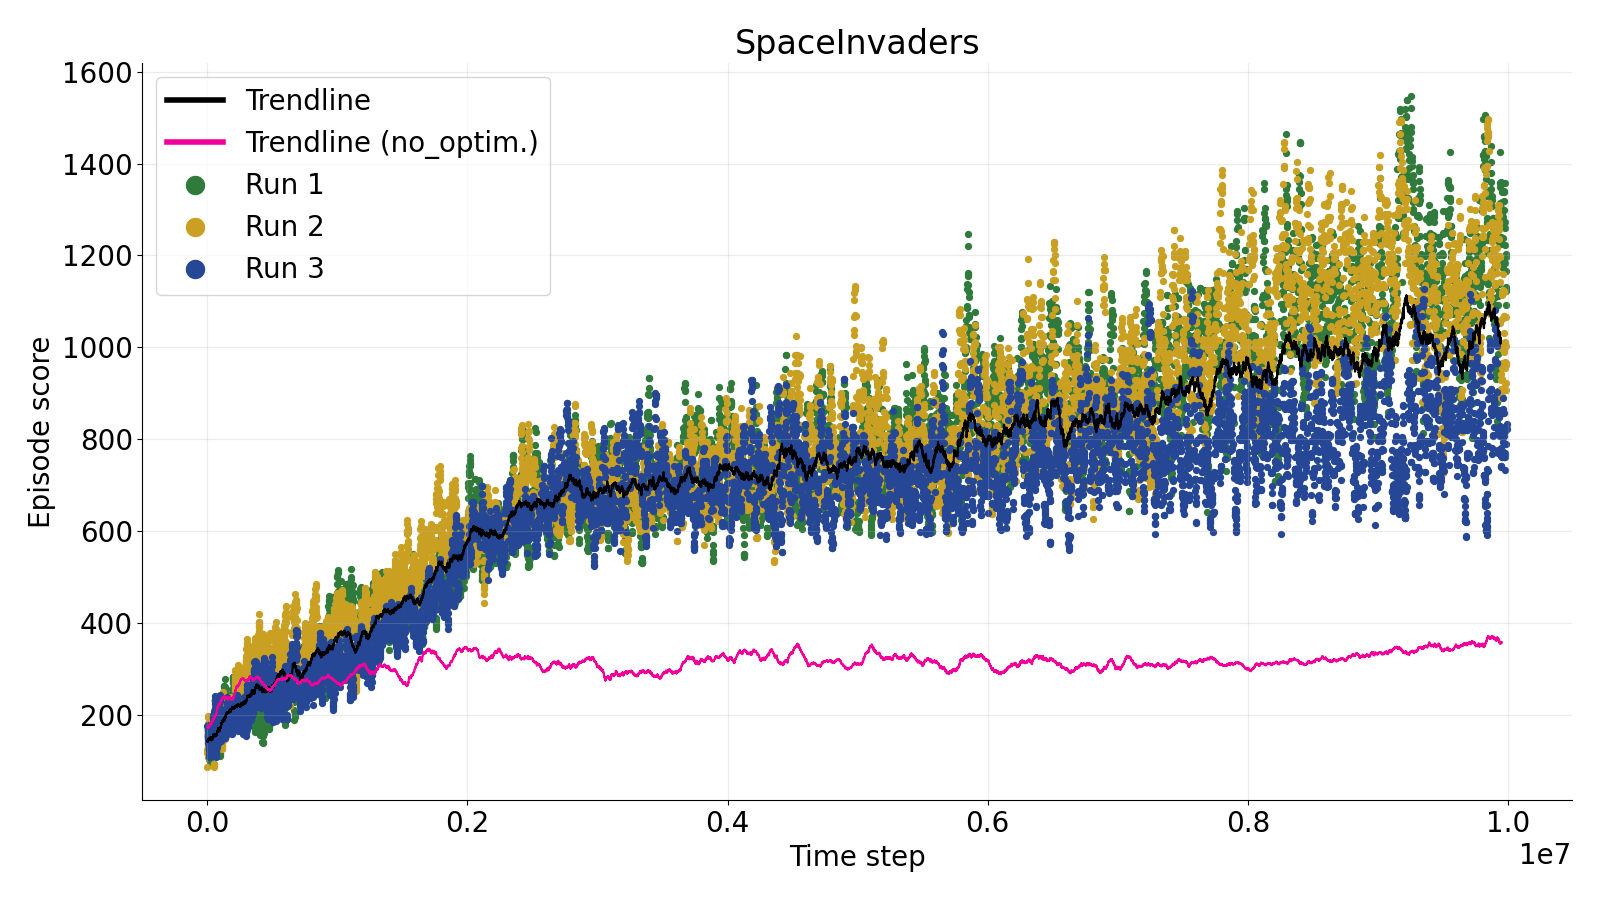 SpaceInvaders
1600
1400
1200
1000
800
600
400
200
Episode score
Trendline
Trendline (no_optim.)
Run 1
Run 2
Run 3
0.0 0.2 0.4 0.6 0.8 1.0
1e7
Time step